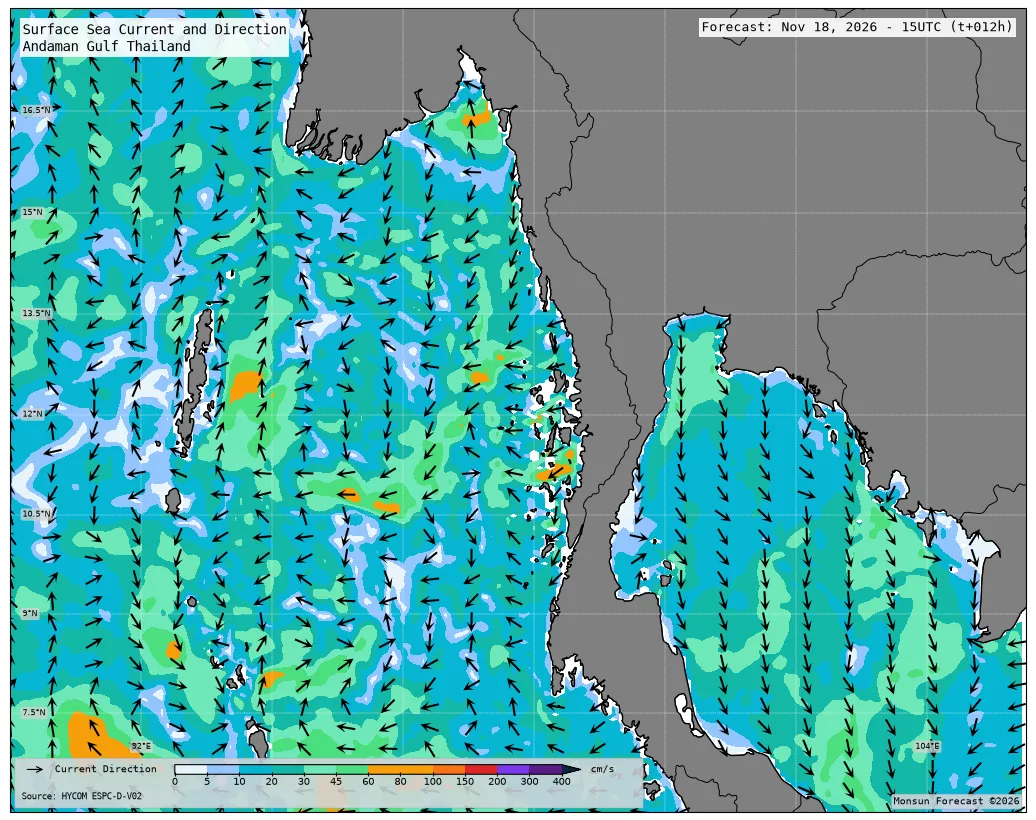 Surface Sea Current and Direction
Andaman Gulf Thailand
Forecast: Nov 18, 2026 - 15UTC (t+012h)
16.5°N
15°N
13.5°N
12°N
10.5°N
9°N
7.5°N
92°E
104°E
Current Direction
0 5 10 20 30 45 60 80 100 150 200 300 400 cm/s
Source: HYCOM ESPC-D-V02
Monsun Forecast ©2026